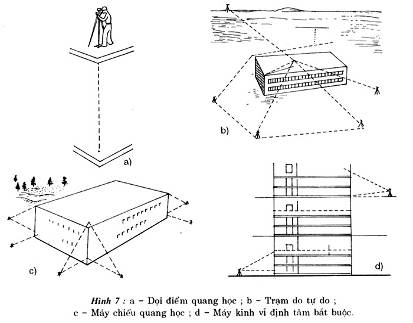 a)
b)
c)
d)
Hình 7 : a – Dọi điểm quang học ; b – Trạm do tự do ;
c – Máy chiếu quang học ; d – Máy kinh vĩ định tâm bắt buộc.